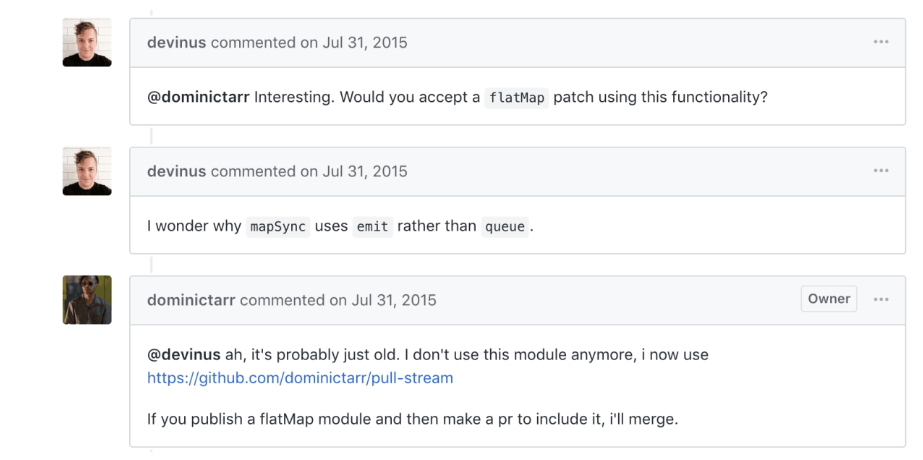 devinus commented on Jul 31, 2015
@dominictarr Interesting. Would you accept a flatMap patch using this functionality?
devinus commented on Jul 31, 2015
I wonder why mapSync uses emit rather than queue.
dominictarr commented on Jul 31, 2015 Owner
@devinus ah, it's probably just old. I don't use this module anymore, i now use
https://github.com/dominictarr/pull-stream
If you publish a flatMap module and then make a pr to include it, i'll merge.